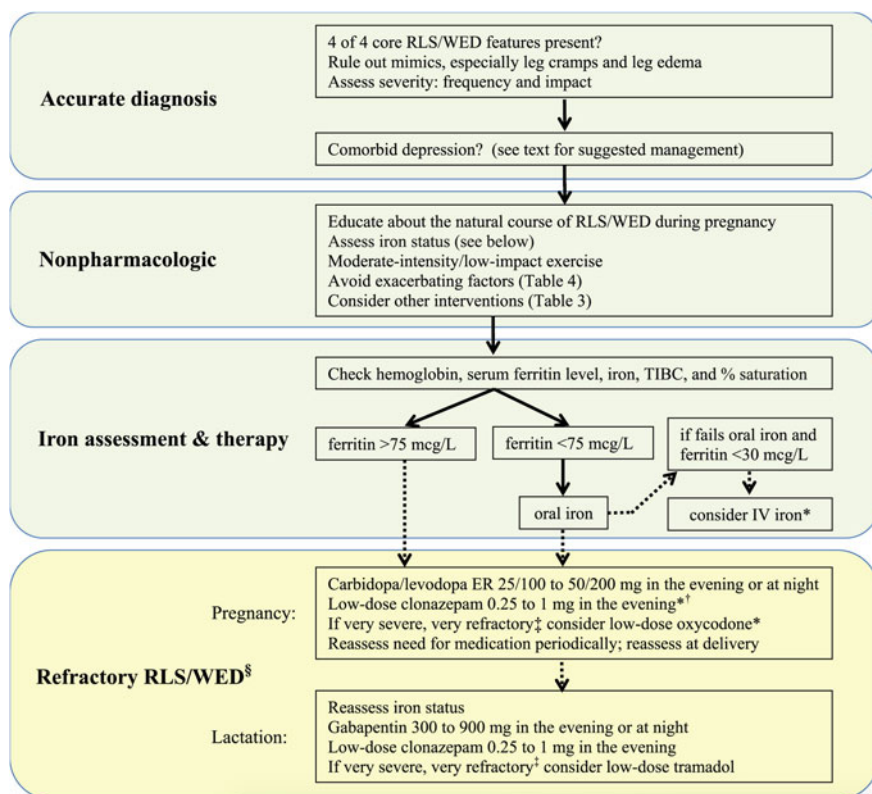 Accurate diagnosis
4 of 4 core RLS/WED features present?
Rule out mimics, especially leg cramps and leg edema
Assess severity: frequency and impact
Comorbid depression?  (see text for suggested management)
Nonpharmacologic
Educate about the natural course of RLS/WED during pregnancy
Assess iron status (see below)
Moderate-intensity/low-impact exercise
Avoid exacerbating factors (Table 4)
Consider other interventions (Table 3)
Iron assessment & therapy
Check hemoglobin, serum ferritin level, iron, TIBC, and % saturation
ferritin >75 mcg/L
ferritin <75 mcg/L
if fails oral iron and
ferritin <30 mcg/L
oral iron
consider IV iron*
Refractory RLS/WED§
Pregnancy:
Carbidopa/levodopa ER 25/100 to 50/200 mg in the evening or at night
Low-dose clonazepam 0.25 to 1 mg in the evening*†
If very severe, very refractory‡ consider low-dose oxycodone*
Reassess need for medication periodically; reassess at delivery
Lactation:
Reassess iron status
Gabapentin 300 to 900 mg in the evening or at night
Low-dose clonazepam 0.25 to 1 mg in the evening
If very severe, very refractory‡ consider low-dose tramadol